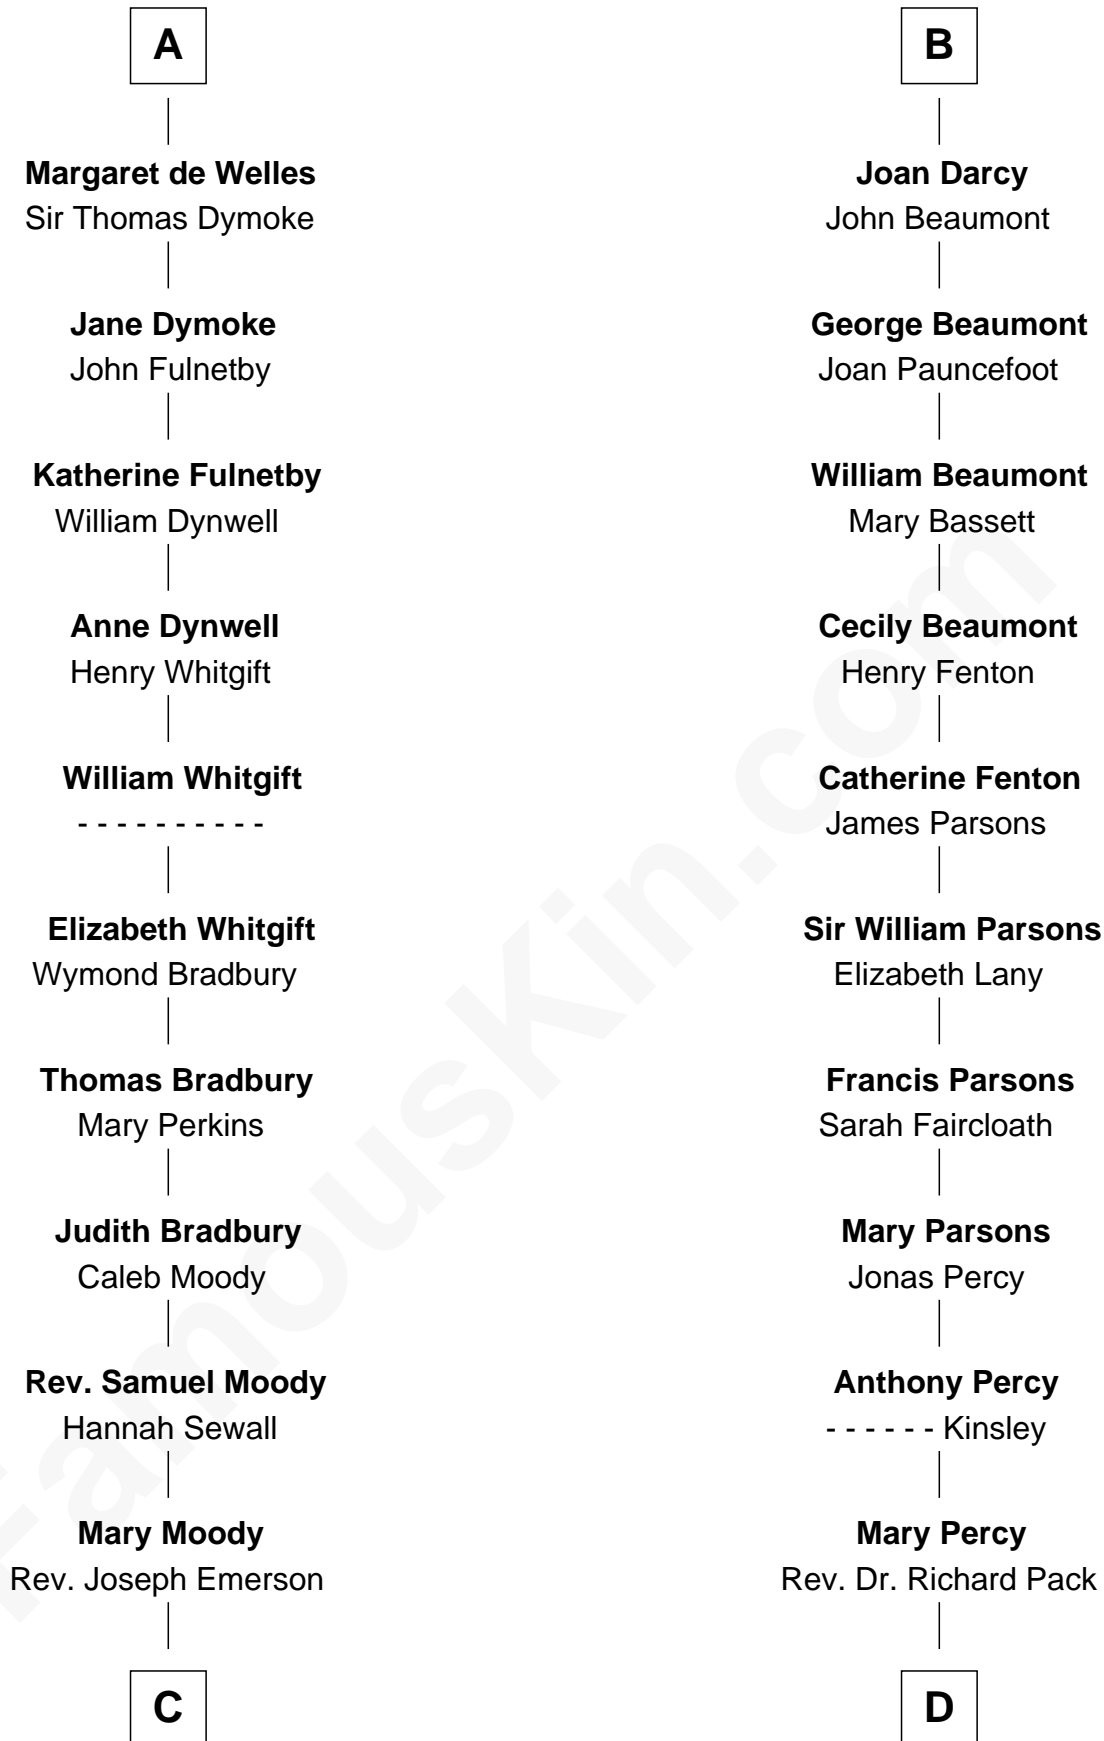 A
Margaret de Welles
Sir Thomas Dymoke
Jane Dymoke
John Fulnetby
Katherine Fulnetby
William Dynwell
Anne Dynwell
Henry Whitgift
William Whitgift
- - - - - - - - - -
Elizabeth Whitgift
Wymond Bradbury
Thomas Bradbury
Mary Perkins
Judith Bradbury
Caleb Moody
Rev. Samuel Moody
Hannah Sewall
Mary Moody
Rev. Joseph Emerson
C
B
Joan Darcy
John Beaumont
George Beaumont
Joan Pauncefoot
William Beaumont
Mary Bassett
Cecily Beaumont
Henry Fenton
Catherine Fenton
James Parsons
Sir William Parsons
Elizabeth Lany
Francis Parsons
Sarah Faircloath
Mary Parsons
Jonas Percy
Anthony Percy
- - - - - - Kinsley
Mary Percy
Rev. Dr. Richard Pack
D
FamousKin.com